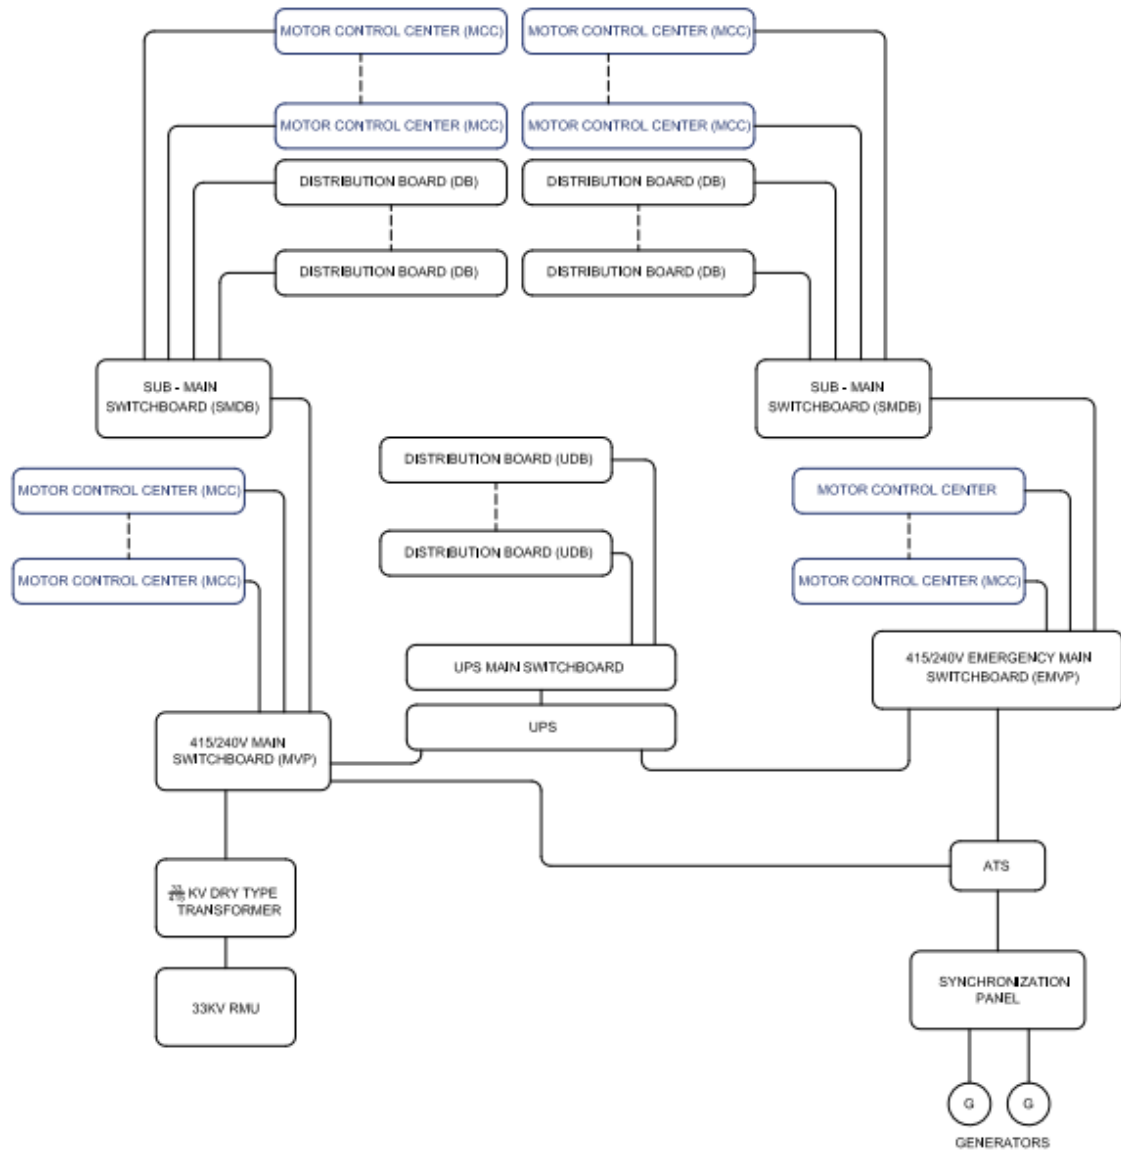 MOTOR CONTROL CENTER (MCC)
MOTOR CONTROL CENTER (MCC)
MOTOR CONTROL CENTER (MCC)
MOTOR CONTROL CENTER (MCC)
DISTRIBUTION BOARD (DB)
DISTRIBUTION BOARD (DB)
DISTRIBUTION BOARD (DB)
DISTRIBUTION BOARD (DB)
SUB - MAIN
SWITCHBOARD (SMDB)
SUB - MAIN
SWITCHBOARD (SMDB)
DISTRIBUTION BOARD (UDB)
MOTOR CONTROL CENTER (MCC)
MOTOR CONTROL CENTER
DISTRIBUTION BOARD (UDB)
MOTOR CONTROL CENTER (MCC)
MOTOR CONTROL CENTER (MCC)
UPS MAIN SWITCHBOARD
415/240V EMERGENCY MAIN
SWITCHBOARD (EMVP)
UPS
415/240V MAIN
SWITCHBOARD (MVP)
ATS
KV DRY TYPE
TRANSFORMER
SYNCHRONIZATION
PANEL
33KV RMU
G
G
GENERATORS